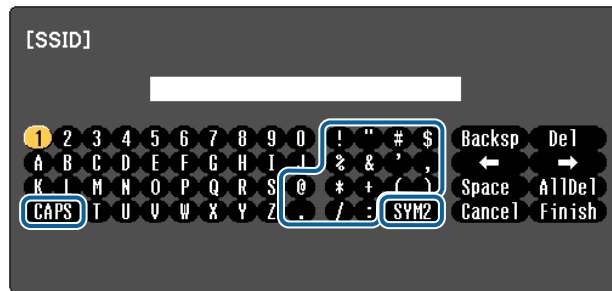 [SSID]
1 2 3 4 5 6 7 8 9 0 ! " # $ Backsp Del
A B C D E F G H I J % & ' , ← →
K L M N O P Q R S @ * + ( ) Space AllDel
CAPS T U V W X Y Z . / : SYM2 Cancel Finish